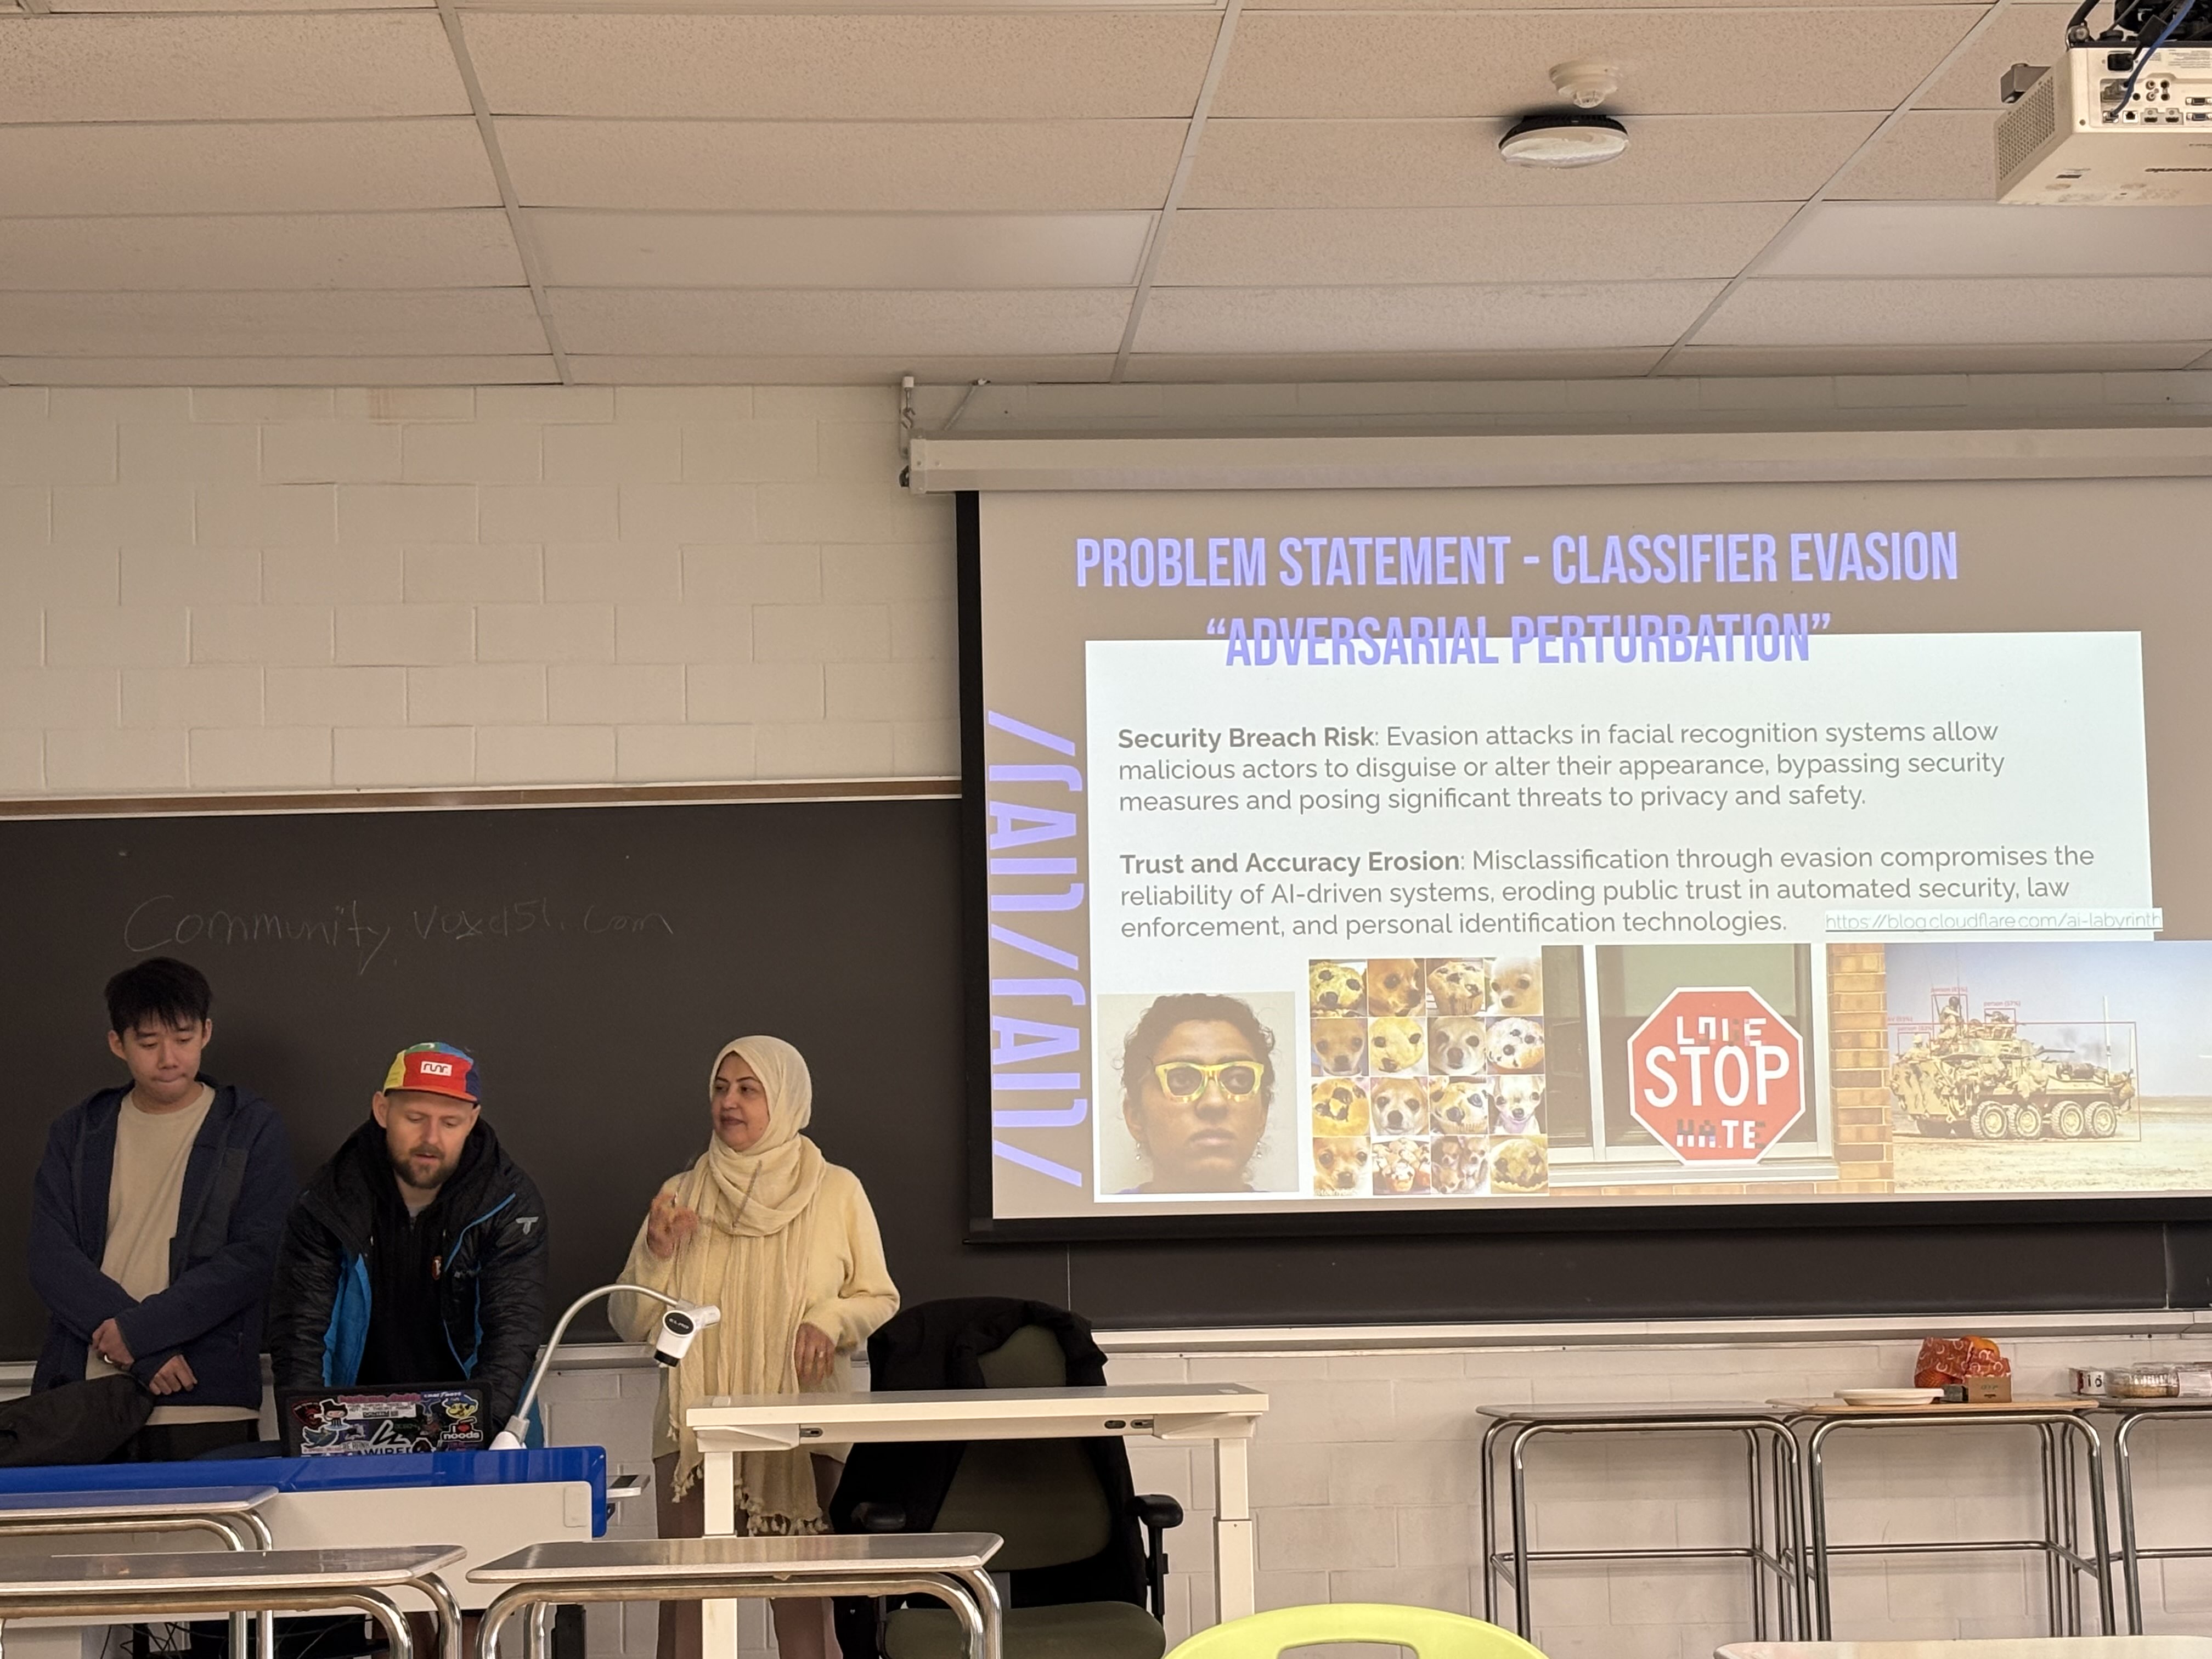 PROBLEM STATEMENT - CLASSIFIER EVASION
“ADVERSARIAL PERTURBATION”
Security Breach Risk: Evasion attacks in facial recognition systems allow
malicious actors to disguise or alter their appearance, bypassing security
measures and posing significant threats to privacy and safety.
Trust and Accuracy Erosion: Misclassification through evasion compromises the
reliability of AI-driven systems, eroding public trust in automated security, law
enforcement, and personal identification technologies.
https://blog.cloudflare.com/ai-labyrinth
STOP
HATE
Community.voxel51.com
runr
noods
WIRE